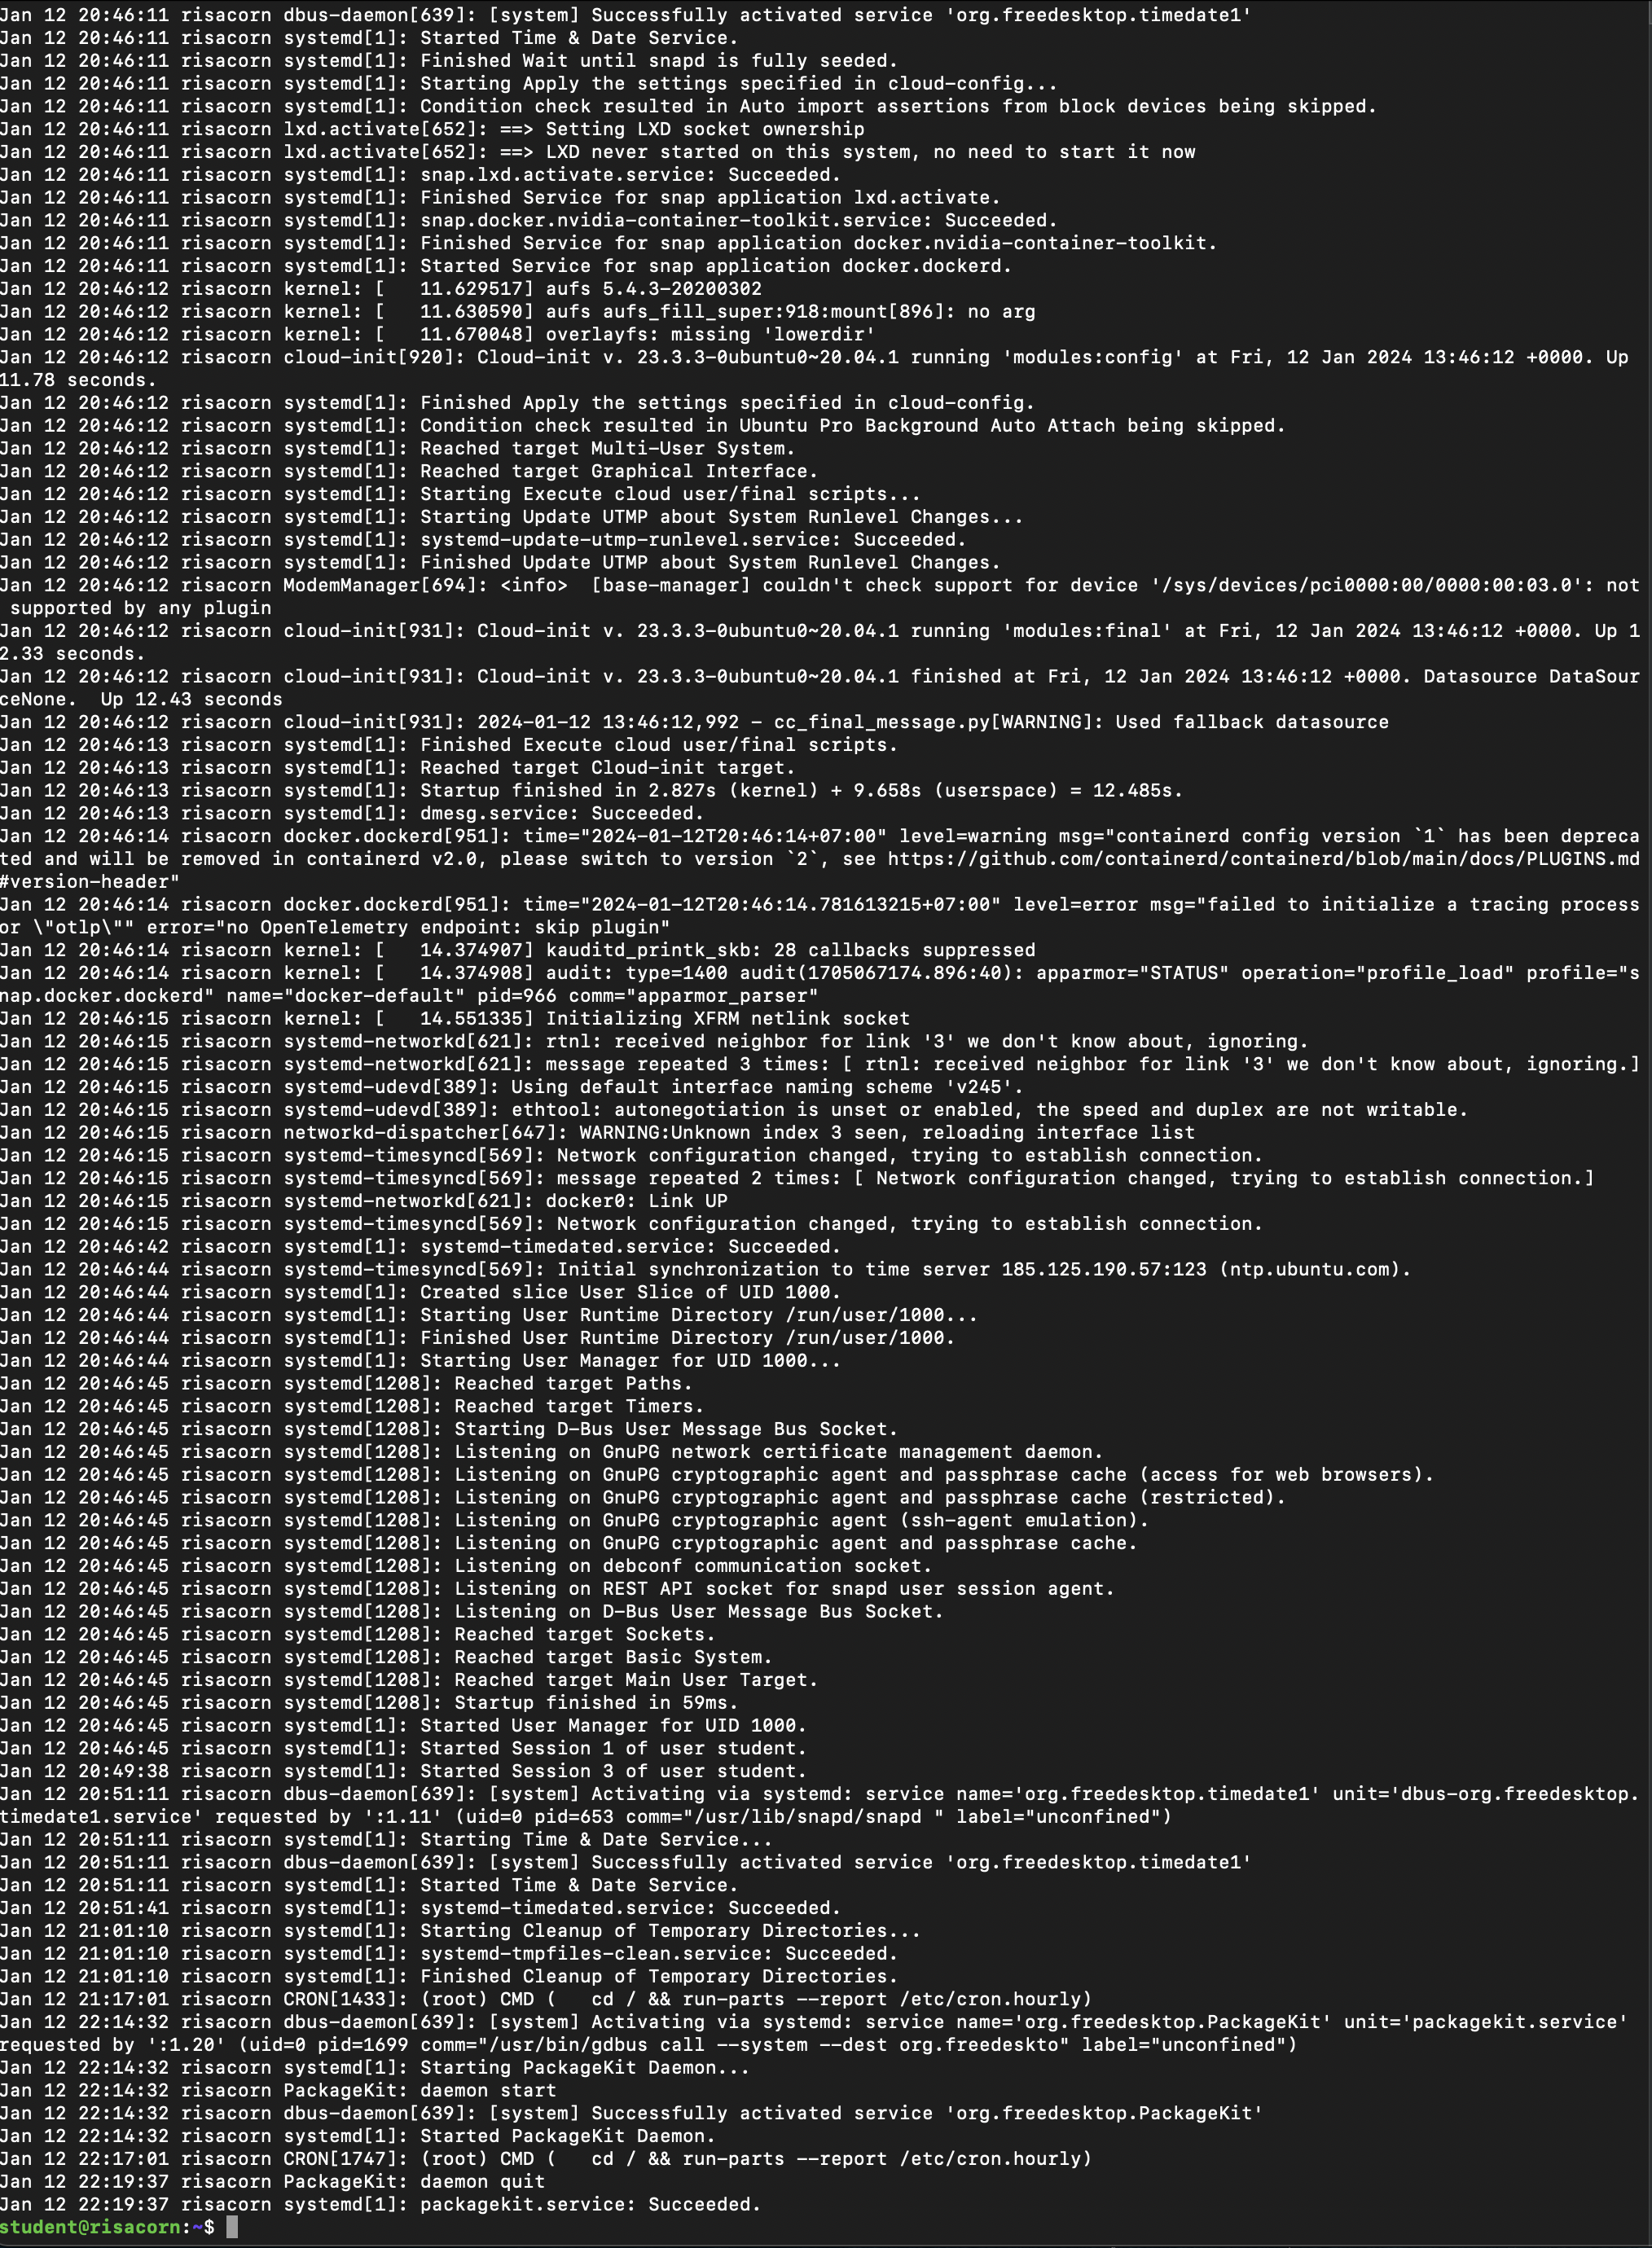 Jan 12 20:46:11 risacorn dbus-daemon[639]: [system] Successfully activated service 'org.freedesktop.timedate1'
Jan 12 20:46:11 risacorn systemd[1]: Started Time & Date Service.
Jan 12 20:46:11 risacorn systemd[1]: Finished Wait until snapd is fully seeded.
Jan 12 20:46:11 risacorn systemd[1]: Starting Apply the settings specified in cloud-config...
Jan 12 20:46:11 risacorn systemd[1]: Condition check resulted in Auto import assertions from block devices being skipped.
Jan 12 20:46:11 risacorn lxd.activate[652]: ==> Setting LXD socket ownership
Jan 12 20:46:11 risacorn lxd.activate[652]: ==> LXD never started on this system, no need to start it now
Jan 12 20:46:11 risacorn systemd[1]: snap.lxd.activate.service: Succeeded.
Jan 12 20:46:11 risacorn systemd[1]: Finished Service for snap application lxd.activate.
Jan 12 20:46:11 risacorn systemd[1]: snap.docker.nvidia-container-toolkit.service: Succeeded.
Jan 12 20:46:11 risacorn systemd[1]: Finished Service for snap application docker.nvidia-container-toolkit.
Jan 12 20:46:11 risacorn systemd[1]: Started Service for snap application docker.dockerd.
Jan 12 20:46:12 risacorn kernel: [   11.629517] aufs 5.4.3-20200302
Jan 12 20:46:12 risacorn kernel: [   11.630590] aufs aufs_fill_super:918:mount[896]: no arg
Jan 12 20:46:12 risacorn kernel: [   11.670048] overlayfs: missing 'lowerdir'
Jan 12 20:46:12 risacorn cloud-init[920]: Cloud-init v. 23.3.3-0ubuntu0~20.04.1 running 'modules:config' at Fri, 12 Jan 2024 13:46:12 +0000. Up
11.78 seconds.
Jan 12 20:46:12 risacorn systemd[1]: Finished Apply the settings specified in cloud-config.
Jan 12 20:46:12 risacorn systemd[1]: Condition check resulted in Ubuntu Pro Background Auto Attach being skipped.
Jan 12 20:46:12 risacorn systemd[1]: Reached target Multi-User System.
Jan 12 20:46:12 risacorn systemd[1]: Reached target Graphical Interface.
Jan 12 20:46:12 risacorn systemd[1]: Starting Execute cloud user/final scripts...
Jan 12 20:46:12 risacorn systemd[1]: Starting Update UTMP about System Runlevel Changes...
Jan 12 20:46:12 risacorn systemd[1]: systemd-update-utmp-runlevel.service: Succeeded.
Jan 12 20:46:12 risacorn systemd[1]: Finished Update UTMP about System Runlevel Changes.
Jan 12 20:46:12 risacorn ModemManager[694]: <info>  [base-manager] couldn't check support for device '/sys/devices/pci0000:00/0000:00:03.0': not
 supported by any plugin
Jan 12 20:46:12 risacorn cloud-init[931]: Cloud-init v. 23.3.3-0ubuntu0~20.04.1 running 'modules:final' at Fri, 12 Jan 2024 13:46:12 +0000. Up 1
2.33 seconds.
Jan 12 20:46:12 risacorn cloud-init[931]: Cloud-init v. 23.3.3-0ubuntu0~20.04.1 finished at Fri, 12 Jan 2024 13:46:12 +0000. Datasource DataSour
ceNone.  Up 12.43 seconds
Jan 12 20:46:12 risacorn cloud-init[931]: 2024-01-12 13:46:12,992 - cc_final_message.py[WARNING]: Used fallback datasource
Jan 12 20:46:13 risacorn systemd[1]: Finished Execute cloud user/final scripts.
Jan 12 20:46:13 risacorn systemd[1]: Reached target Cloud-init target.
Jan 12 20:46:13 risacorn systemd[1]: Startup finished in 2.827s (kernel) + 9.658s (userspace) = 12.485s.
Jan 12 20:46:13 risacorn systemd[1]: dmesg.service: Succeeded.
Jan 12 20:46:14 risacorn docker.dockerd[951]: time="2024-01-12T20:46:14+07:00" level=warning msg="containerd config version `1` has been depreca
ted and will be removed in containerd v2.0, please switch to version `2`, see https://github.com/containerd/containerd/blob/main/docs/PLUGINS.md
#version-header"
Jan 12 20:46:14 risacorn docker.dockerd[951]: time="2024-01-12T20:46:14.781613215+07:00" level=error msg="failed to initialize a tracing process
or \"otlp\"" error="no OpenTelemetry endpoint: skip plugin"
Jan 12 20:46:14 risacorn kernel: [   14.374907] kauditd_printk_skb: 28 callbacks suppressed
Jan 12 20:46:14 risacorn kernel: [   14.374908] audit: type=1400 audit(1705067174.896:40): apparmor="STATUS" operation="profile_load" profile="s
nap.docker.dockerd" name="docker-default" pid=966 comm="apparmor_parser"
Jan 12 20:46:15 risacorn kernel: [   14.551335] Initializing XFRM netlink socket
Jan 12 20:46:15 risacorn systemd-networkd[621]: rtnl: received neighbor for link '3' we don't know about, ignoring.
Jan 12 20:46:15 risacorn systemd-networkd[621]: message repeated 3 times: [ rtnl: received neighbor for link '3' we don't know about, ignoring.]
Jan 12 20:46:15 risacorn systemd-udevd[389]: Using default interface naming scheme 'v245'.
Jan 12 20:46:15 risacorn systemd-udevd[389]: ethtool: autonegotiation is unset or enabled, the speed and duplex are not writable.
Jan 12 20:46:15 risacorn networkd-dispatcher[647]: WARNING:Unknown index 3 seen, reloading interface list
Jan 12 20:46:15 risacorn systemd-timesyncd[569]: Network configuration changed, trying to establish connection.
Jan 12 20:46:15 risacorn systemd-timesyncd[569]: message repeated 2 times: [ Network configuration changed, trying to establish connection.]
Jan 12 20:46:15 risacorn systemd-networkd[621]: docker0: Link UP
Jan 12 20:46:15 risacorn systemd-timesyncd[569]: Network configuration changed, trying to establish connection.
Jan 12 20:46:42 risacorn systemd[1]: systemd-timedated.service: Succeeded.
Jan 12 20:46:44 risacorn systemd-timesyncd[569]: Initial synchronization to time server 185.125.190.57:123 (ntp.ubuntu.com).
Jan 12 20:46:44 risacorn systemd[1]: Created slice User Slice of UID 1000.
Jan 12 20:46:44 risacorn systemd[1]: Starting User Runtime Directory /run/user/1000...
Jan 12 20:46:44 risacorn systemd[1]: Finished User Runtime Directory /run/user/1000.
Jan 12 20:46:44 risacorn systemd[1]: Starting User Manager for UID 1000...
Jan 12 20:46:45 risacorn systemd[1208]: Reached target Paths.
Jan 12 20:46:45 risacorn systemd[1208]: Reached target Timers.
Jan 12 20:46:45 risacorn systemd[1208]: Starting D-Bus User Message Bus Socket.
Jan 12 20:46:45 risacorn systemd[1208]: Listening on GnuPG network certificate management daemon.
Jan 12 20:46:45 risacorn systemd[1208]: Listening on GnuPG cryptographic agent and passphrase cache (access for web browsers).
Jan 12 20:46:45 risacorn systemd[1208]: Listening on GnuPG cryptographic agent and passphrase cache (restricted).
Jan 12 20:46:45 risacorn systemd[1208]: Listening on GnuPG cryptographic agent (ssh-agent emulation).
Jan 12 20:46:45 risacorn systemd[1208]: Listening on GnuPG cryptographic agent and passphrase cache.
Jan 12 20:46:45 risacorn systemd[1208]: Listening on debconf communication socket.
Jan 12 20:46:45 risacorn systemd[1208]: Listening on REST API socket for snapd user session agent.
Jan 12 20:46:45 risacorn systemd[1208]: Listening on D-Bus User Message Bus Socket.
Jan 12 20:46:45 risacorn systemd[1208]: Reached target Sockets.
Jan 12 20:46:45 risacorn systemd[1208]: Reached target Basic System.
Jan 12 20:46:45 risacorn systemd[1208]: Reached target Main User Target.
Jan 12 20:46:45 risacorn systemd[1208]: Startup finished in 59ms.
Jan 12 20:46:45 risacorn systemd[1]: Started User Manager for UID 1000.
Jan 12 20:46:45 risacorn systemd[1]: Started Session 1 of user student.
Jan 12 20:49:38 risacorn systemd[1]: Started Session 3 of user student.
Jan 12 20:51:11 risacorn dbus-daemon[639]: [system] Activating via systemd: service name='org.freedesktop.timedate1' unit='dbus-org.freedesktop.
timedate1.service' requested by ':1.11' (uid=0 pid=653 comm="/usr/lib/snapd/snapd " label="unconfined")
Jan 12 20:51:11 risacorn systemd[1]: Starting Time & Date Service...
Jan 12 20:51:11 risacorn dbus-daemon[639]: [system] Successfully activated service 'org.freedesktop.timedate1'
Jan 12 20:51:11 risacorn systemd[1]: Started Time & Date Service.
Jan 12 20:51:41 risacorn systemd[1]: systemd-timedated.service: Succeeded.
Jan 12 21:01:10 risacorn systemd[1]: Starting Cleanup of Temporary Directories...
Jan 12 21:01:10 risacorn systemd[1]: systemd-tmpfiles-clean.service: Succeeded.
Jan 12 21:01:10 risacorn systemd[1]: Finished Cleanup of Temporary Directories.
Jan 12 21:17:01 risacorn CRON[1433]: (root) CMD (   cd / && run-parts --report /etc/cron.hourly)
Jan 12 22:14:32 risacorn dbus-daemon[639]: [system] Activating via systemd: service name='org.freedesktop.PackageKit' unit='packagekit.service'
requested by ':1.20' (uid=0 pid=1699 comm="/usr/bin/gdbus call --system --dest org.freedeskto" label="unconfined")
Jan 12 22:14:32 risacorn systemd[1]: Starting PackageKit Daemon...
Jan 12 22:14:32 risacorn PackageKit: daemon start
Jan 12 22:14:32 risacorn dbus-daemon[639]: [system] Successfully activated service 'org.freedesktop.PackageKit'
Jan 12 22:14:32 risacorn systemd[1]: Started PackageKit Daemon.
Jan 12 22:17:01 risacorn CRON[1747]: (root) CMD (   cd / && run-parts --report /etc/cron.hourly)
Jan 12 22:19:37 risacorn PackageKit: daemon quit
Jan 12 22:19:37 risacorn systemd[1]: packagekit.service: Succeeded.
student@risacorn:~$